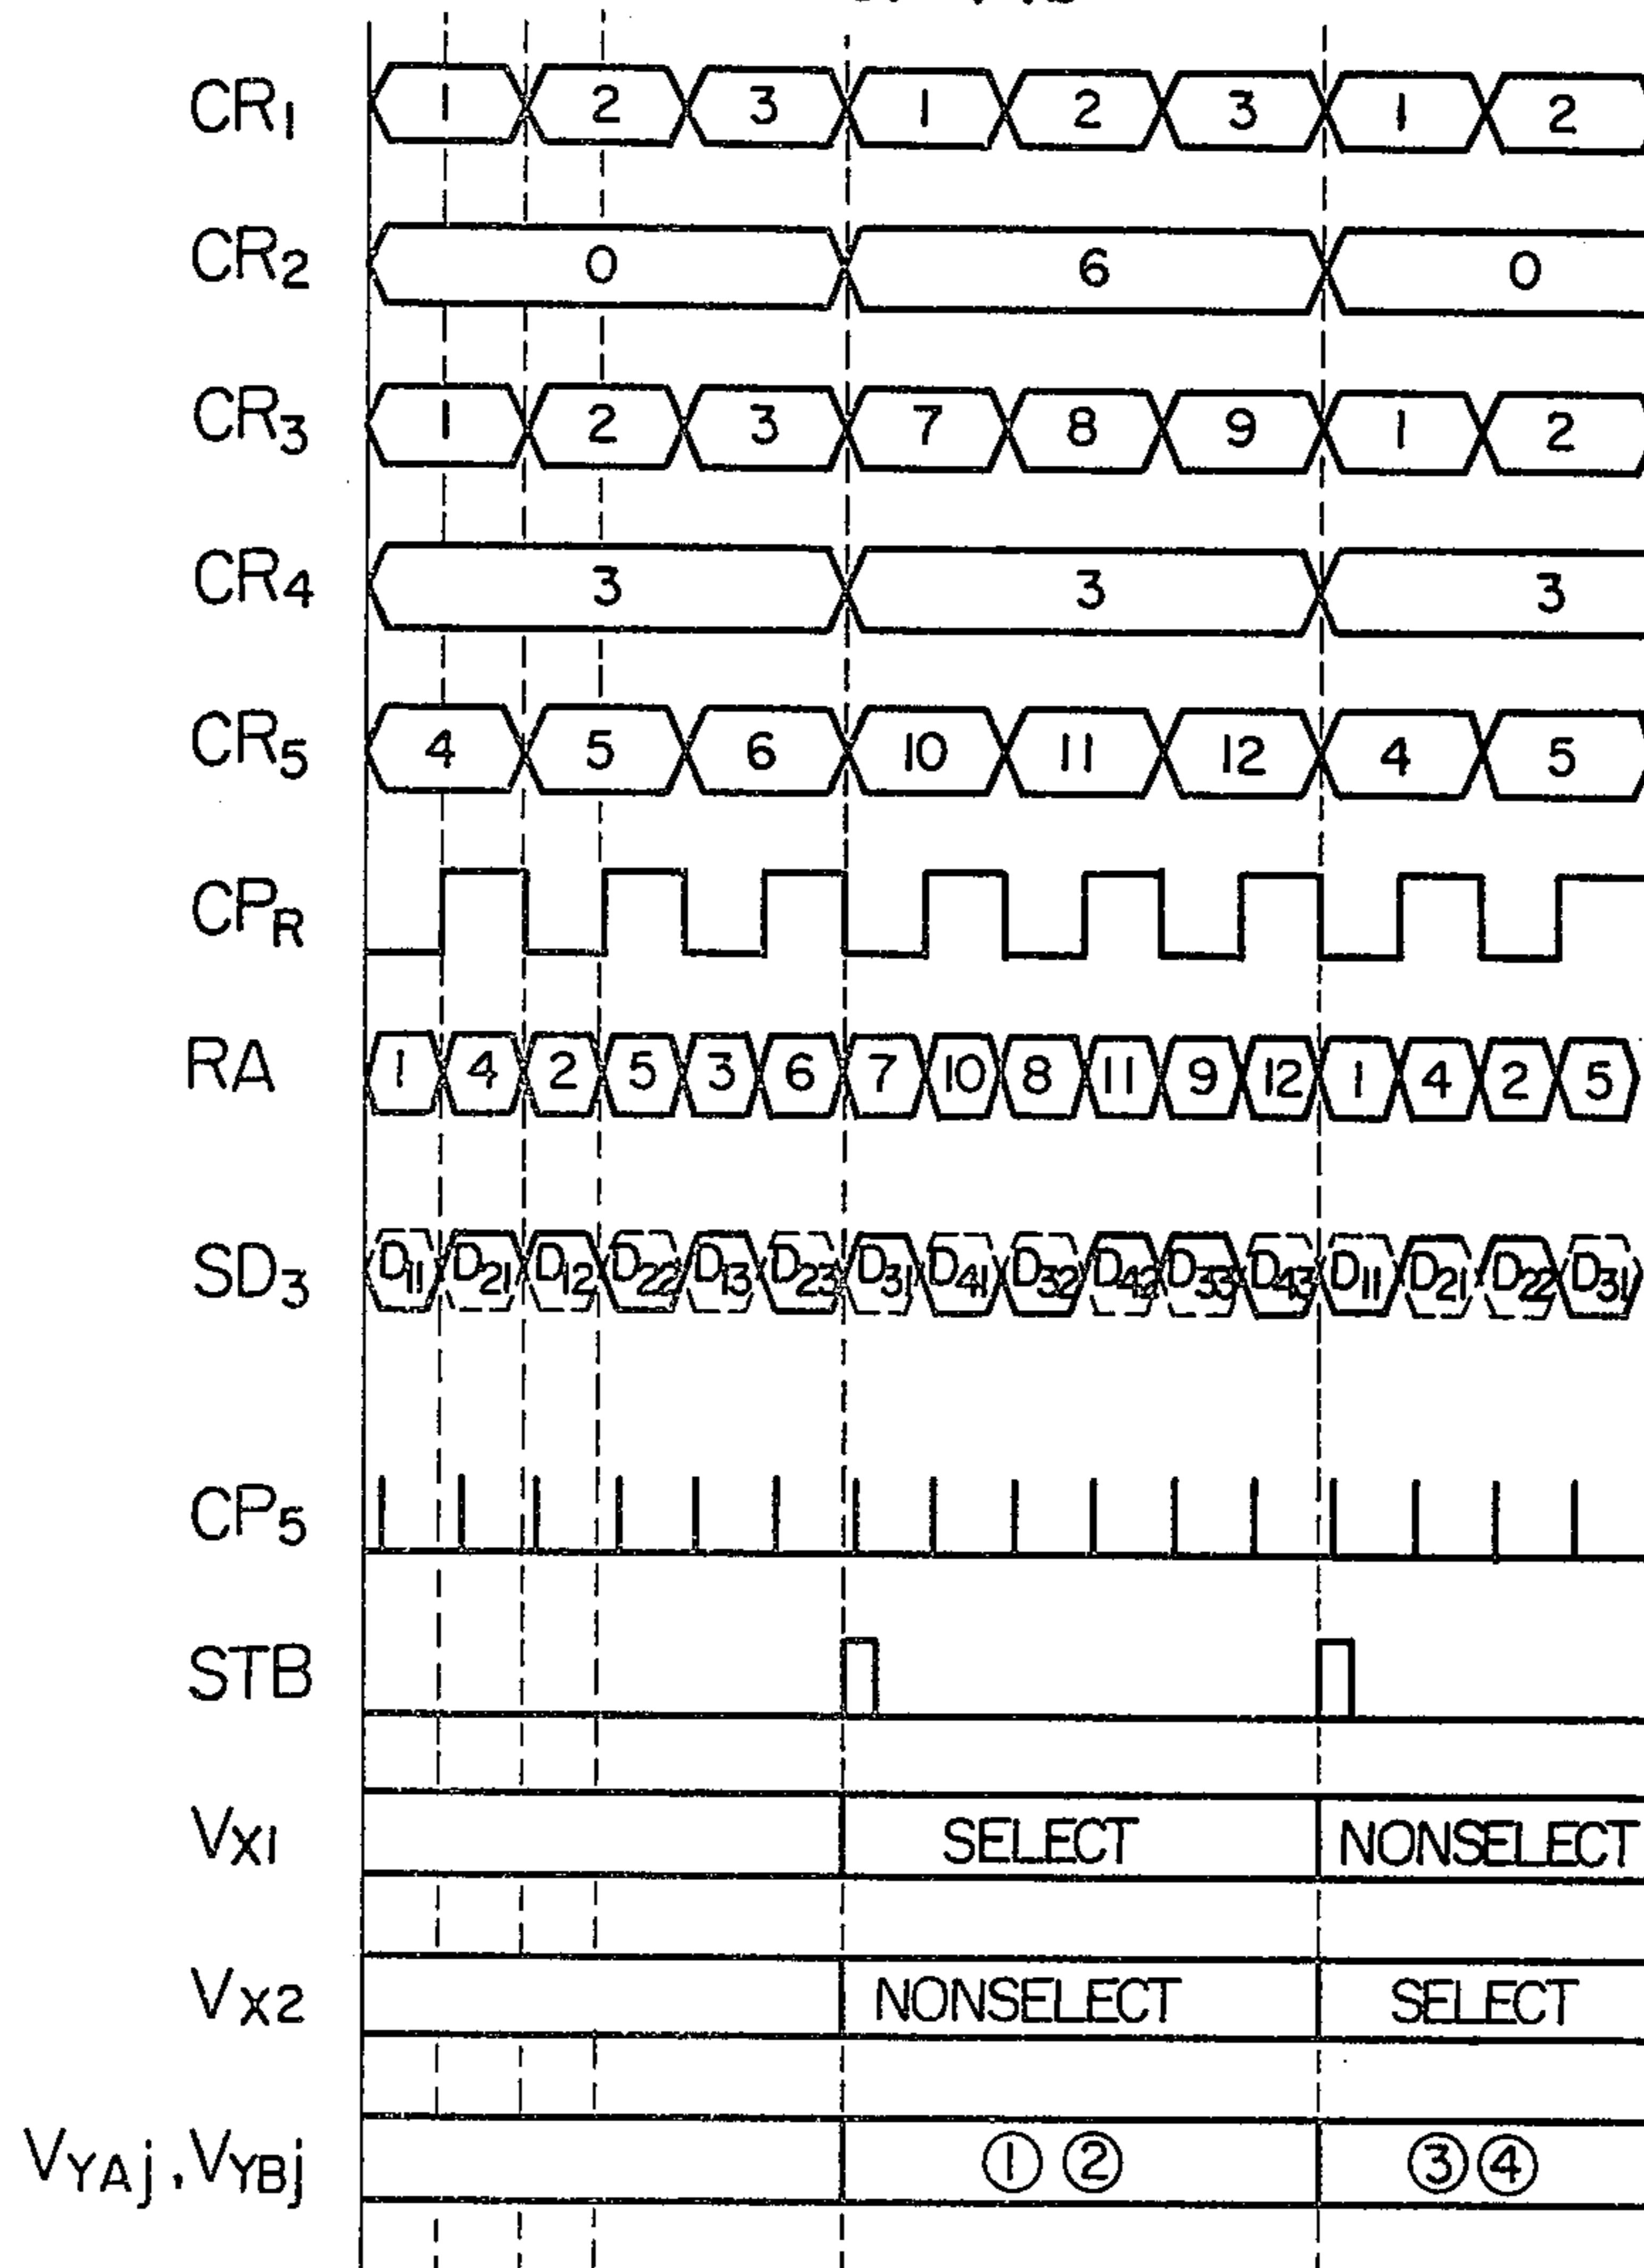 CR1 1 2 3 1 2 3 1 2
CR2 0 6 0
CR3 1 2 3 7 8 9 1 2
CR4 3 3 3
CR5 4 5 6 10 11 12 4 5
CPR
RA 1 4 2 5 3 6 7 10 8 11 9 12 1 4 2 5
SD3 D11 D21 D12 D22 D13 D23 D31 D41 D32 D42 D33 D43 D11 D21 D22 D31
CP5
STB
VX1 SELECT NONSELECT
VX2 NONSELECT SELECT
VYAj, VYBj ① ② ③ ④